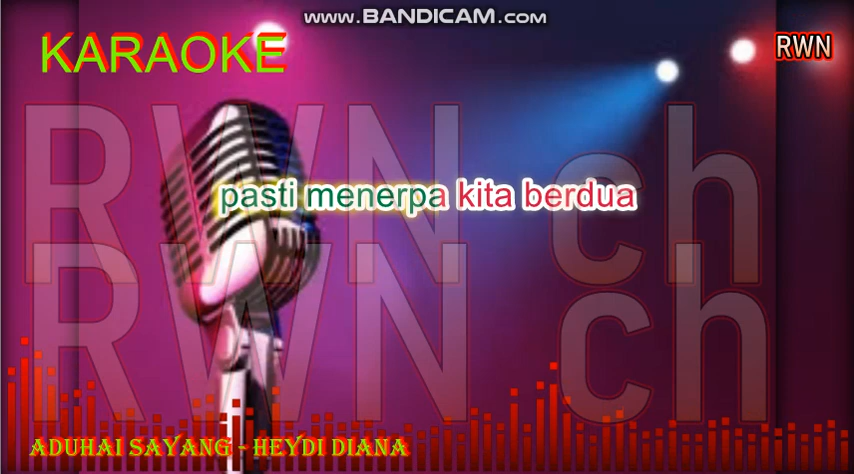 www.BANDICAM.com
KARAOKE
RWN
RWN ch
pasti menerpa kita berdua
RWN ch
ADUHAI SAYANG - HEYDI DIANA